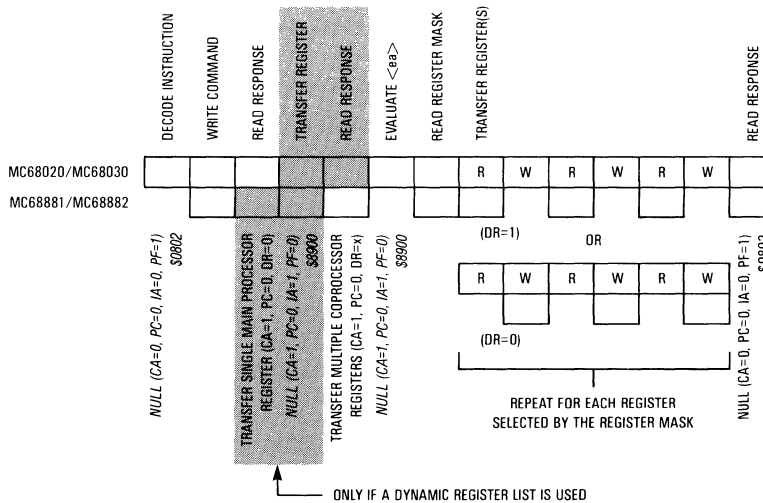 DECODE INSTRUCTION
WRITE COMMAND
READ RESPONSE
TRANSFER REGISTER
READ RESPONSE
EVALUATE <ea>
READ REGISTER MASK
TRANSFER REGISTER(S)
READ RESPONSE
MC68020/MC68030
R W R W R W
MC68881/MC68882
NULL (CA=0, PC=0, IA=0, PF=1)
$0802
TRANSFER SINGLE MAIN PROCESSOR
REGISTER (CA=1, PC=0, DR=0)
NULL (CA=1, PC=0, IA=1, PF=0)
$8900
TRANSFER MULTIPLE COPROCESSOR
REGISTERS (CA=1, PC=0, DR=x)
NULL (CA=1, PC=0, IA=1, PF=0)
$8900
(DR=1)
OR
R W R W R W
(DR=0)
NULL (CA=0, PC=0, IA=0, PF=1)
$0802
REPEAT FOR EACH REGISTER
SELECTED BY THE REGISTER MASK
ONLY IF A DYNAMIC REGISTER LIST IS USED